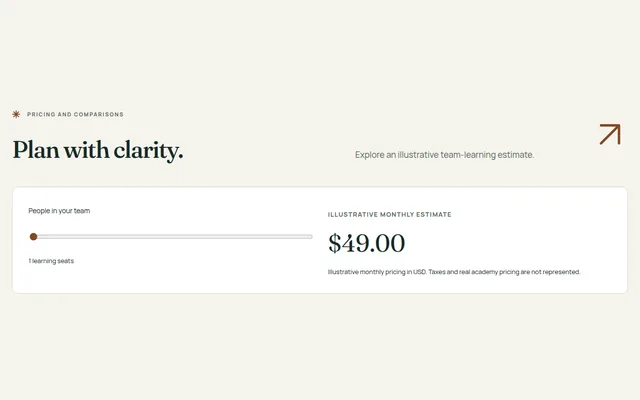 PRICING AND COMPARISONS
Plan with clarity.
Explore an illustrative team-learning estimate.
People in your team
1 learning seats
ILLUSTRATIVE MONTHLY ESTIMATE
$49.00
Illustrative monthly pricing in USD. Taxes and real academy pricing are not represented.